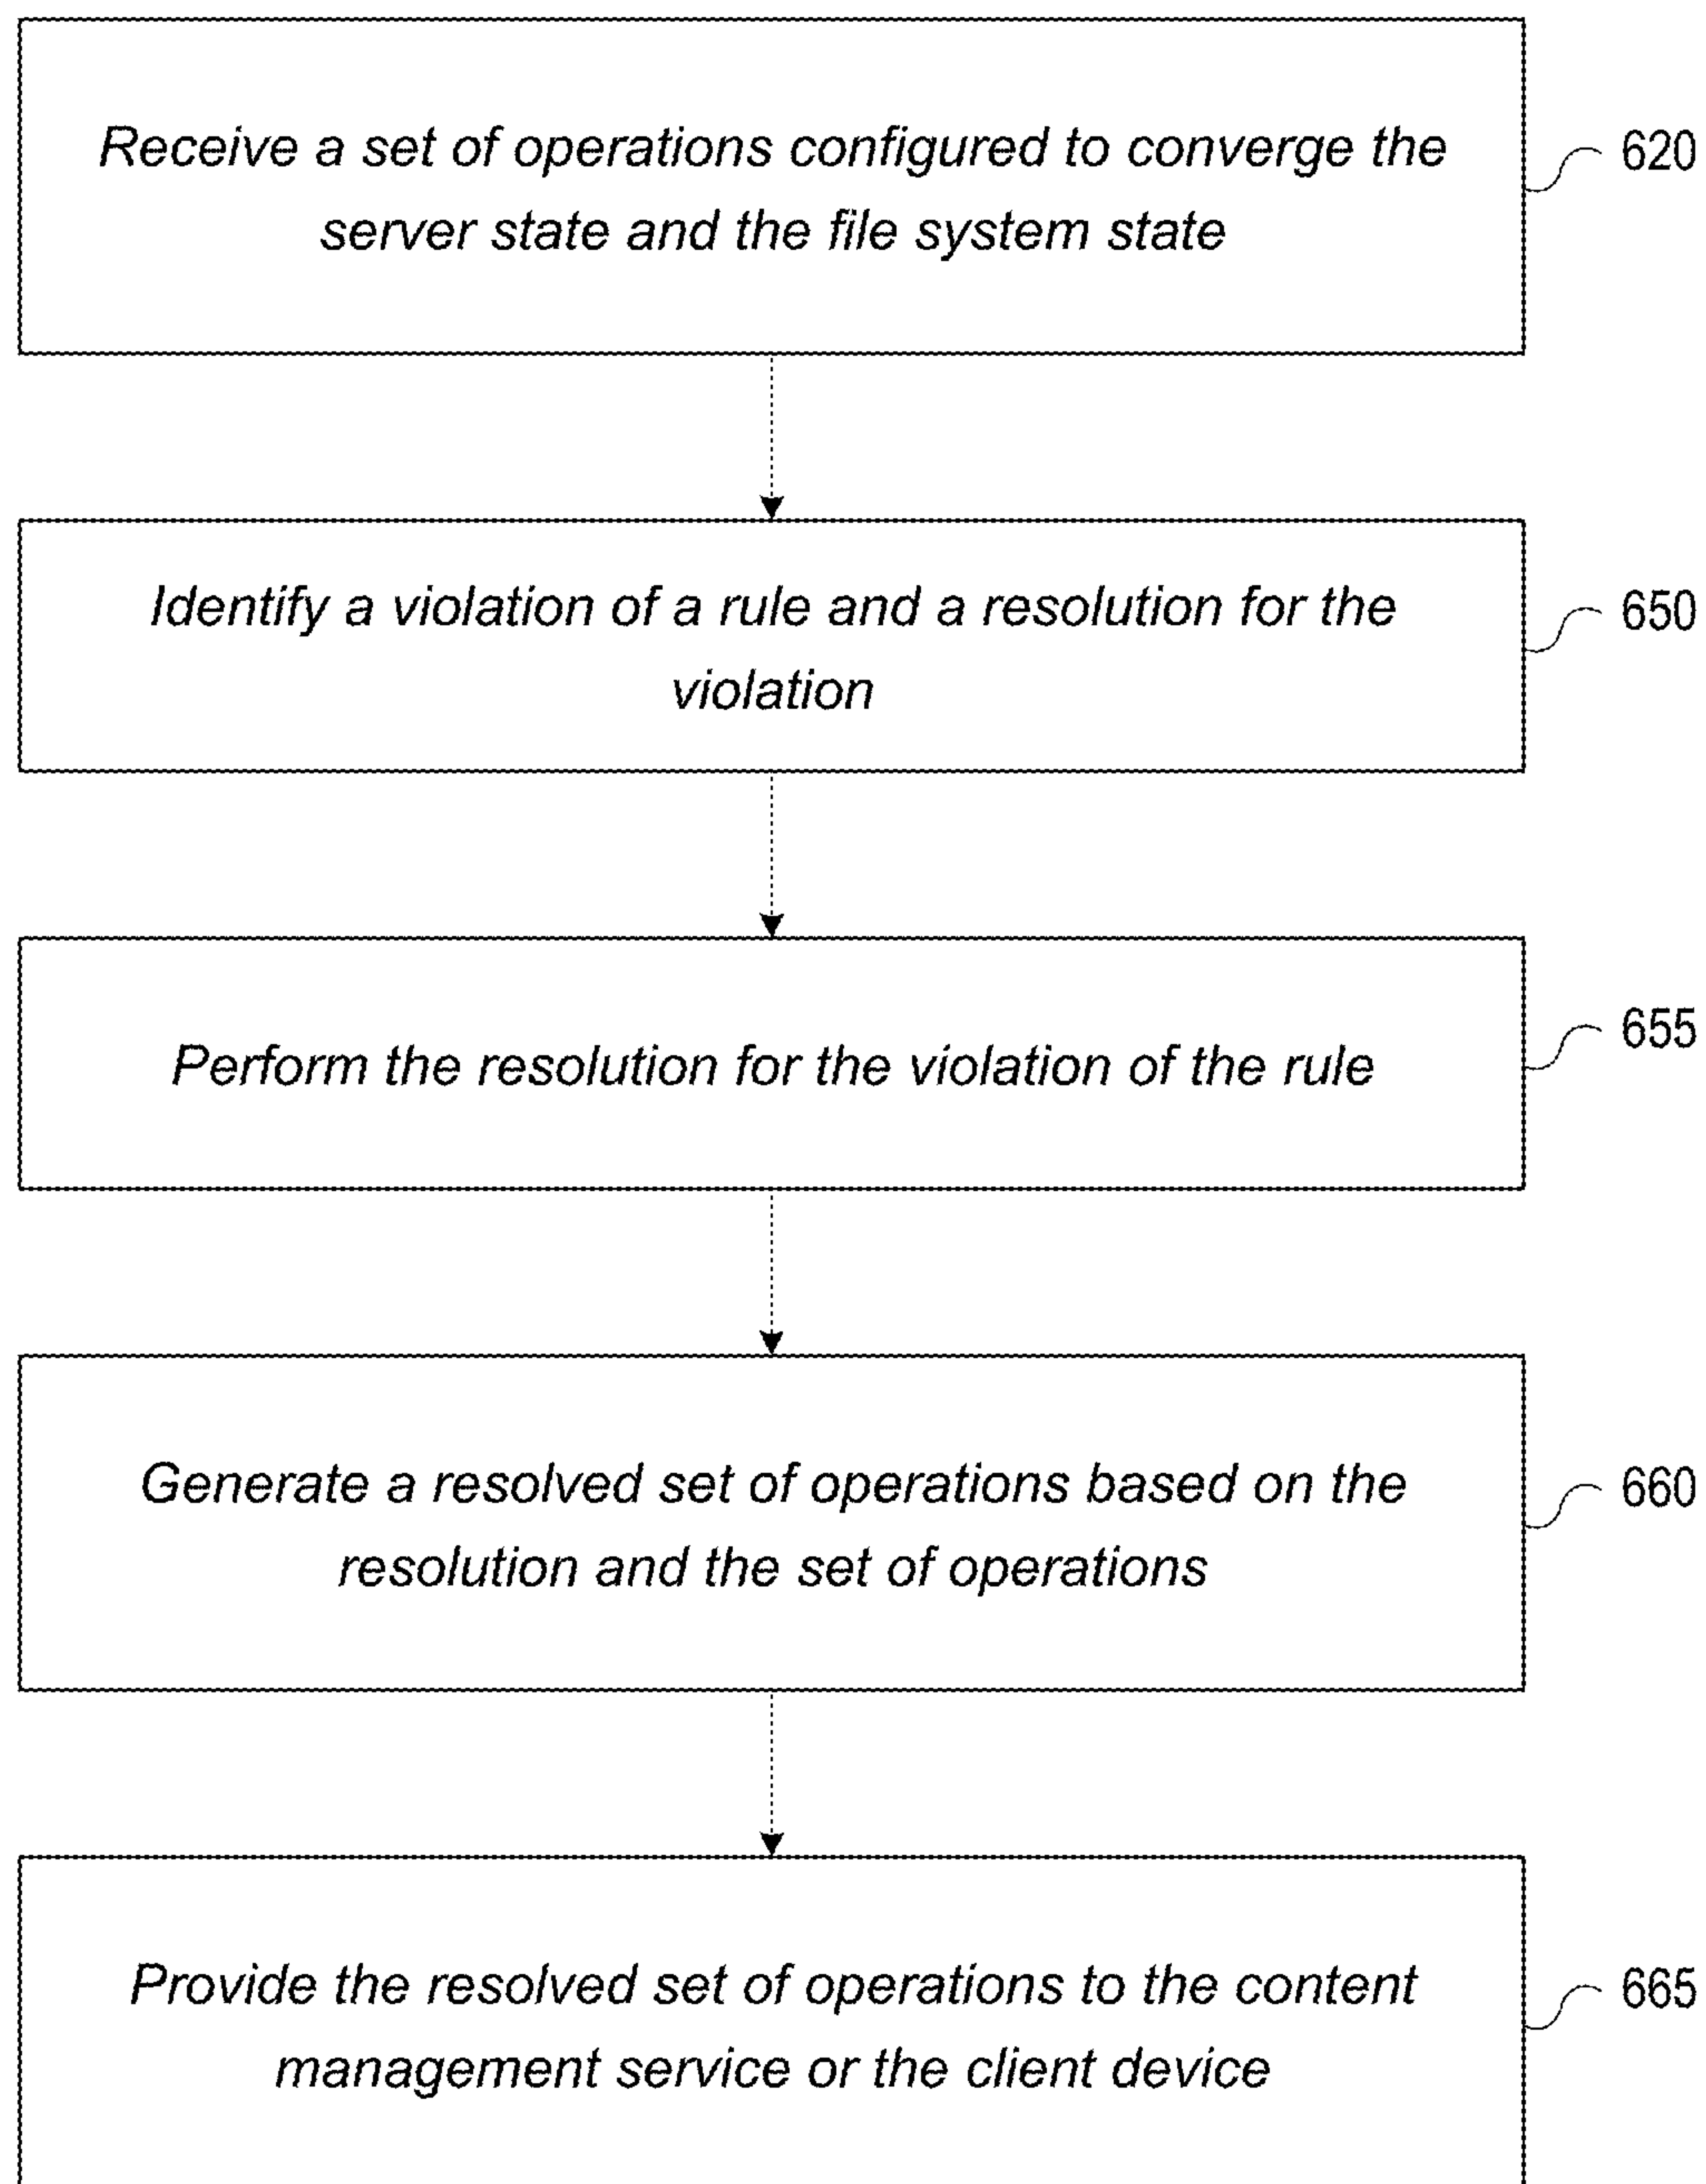 Receive a set of operations configured to converge the
server state and the file system state
620
Identify a violation of a rule and a resolution for the
violation
650
Perform the resolution for the violation of the rule
655
Generate a resolved set of operations based on the
resolution and the set of operations
660
Provide the resolved set of operations to the content
management service or the client device
665